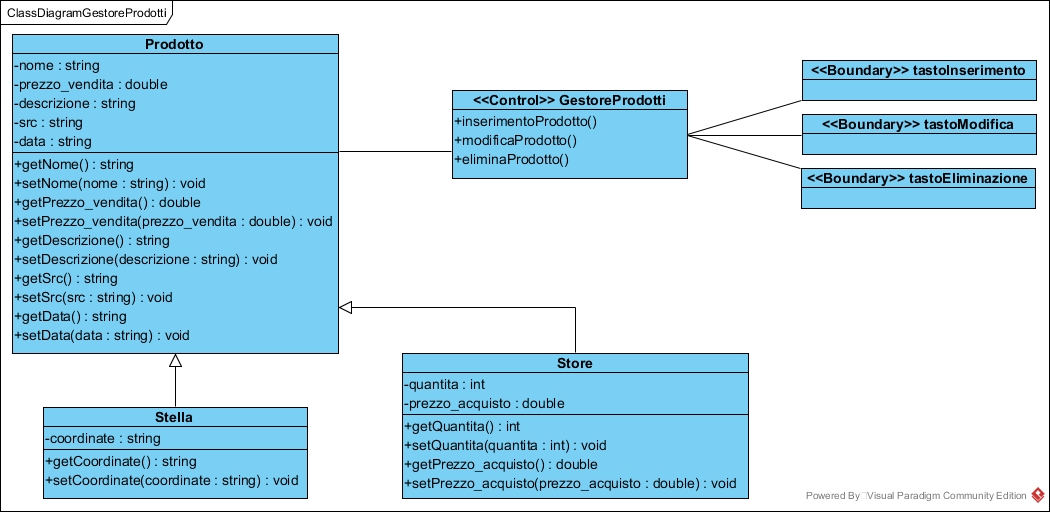 ClassDiagramGestoreProdotti
Prodotto
-nome : string
-prezzo_vendita : double
-descrizione : string
-src : string
-data : string
+getNome() : string
+setNome(nome : string) : void
+getPrezzo_vendita() : double
+setPrezzo_vendita(prezzo_vendita : double) : void
+getDescrizione() : string
+setDescrizione(descrizione : string) : void
+getSrc() : string
+setSrc(src : string) : void
+getData() : string
+setData(data : string) : void
<<Control>> GestoreProdotti
+inserimentoProdotto()
+modificaProdotto()
+eliminaProdotto()
<<Boundary>> tastoInserimento
<<Boundary>> tastoModifica
<<Boundary>> tastoEliminazione
Stella
-coordinate : string
+getCoordinate() : string
+setCoordinate(coordinate : string) : void
Store
-quantita : int
-prezzo_acquisto : double
+getQuantita() : int
+setQuantita(quantita : int) : void
+getPrezzo_acquisto() : double
+setPrezzo_acquisto(prezzo_acquisto : double) : void
Powered By Visual Paradigm Community Edition